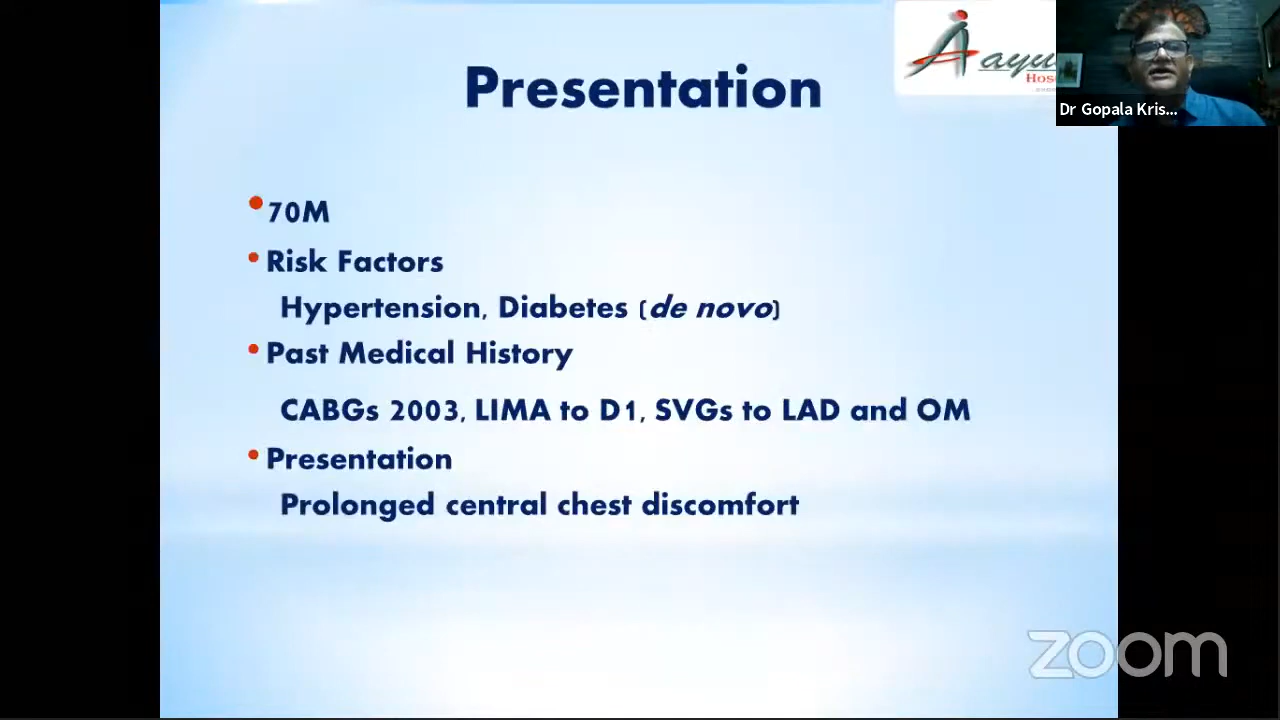 Presentation
70M
Risk Factors
Hypertension, Diabetes (de novo)
Past Medical History
CABGs 2003, LIMA to D1, SVGs to LAD and OM
Presentation
Prolonged central chest discomfort
Dr Gopala Kris...
zoom